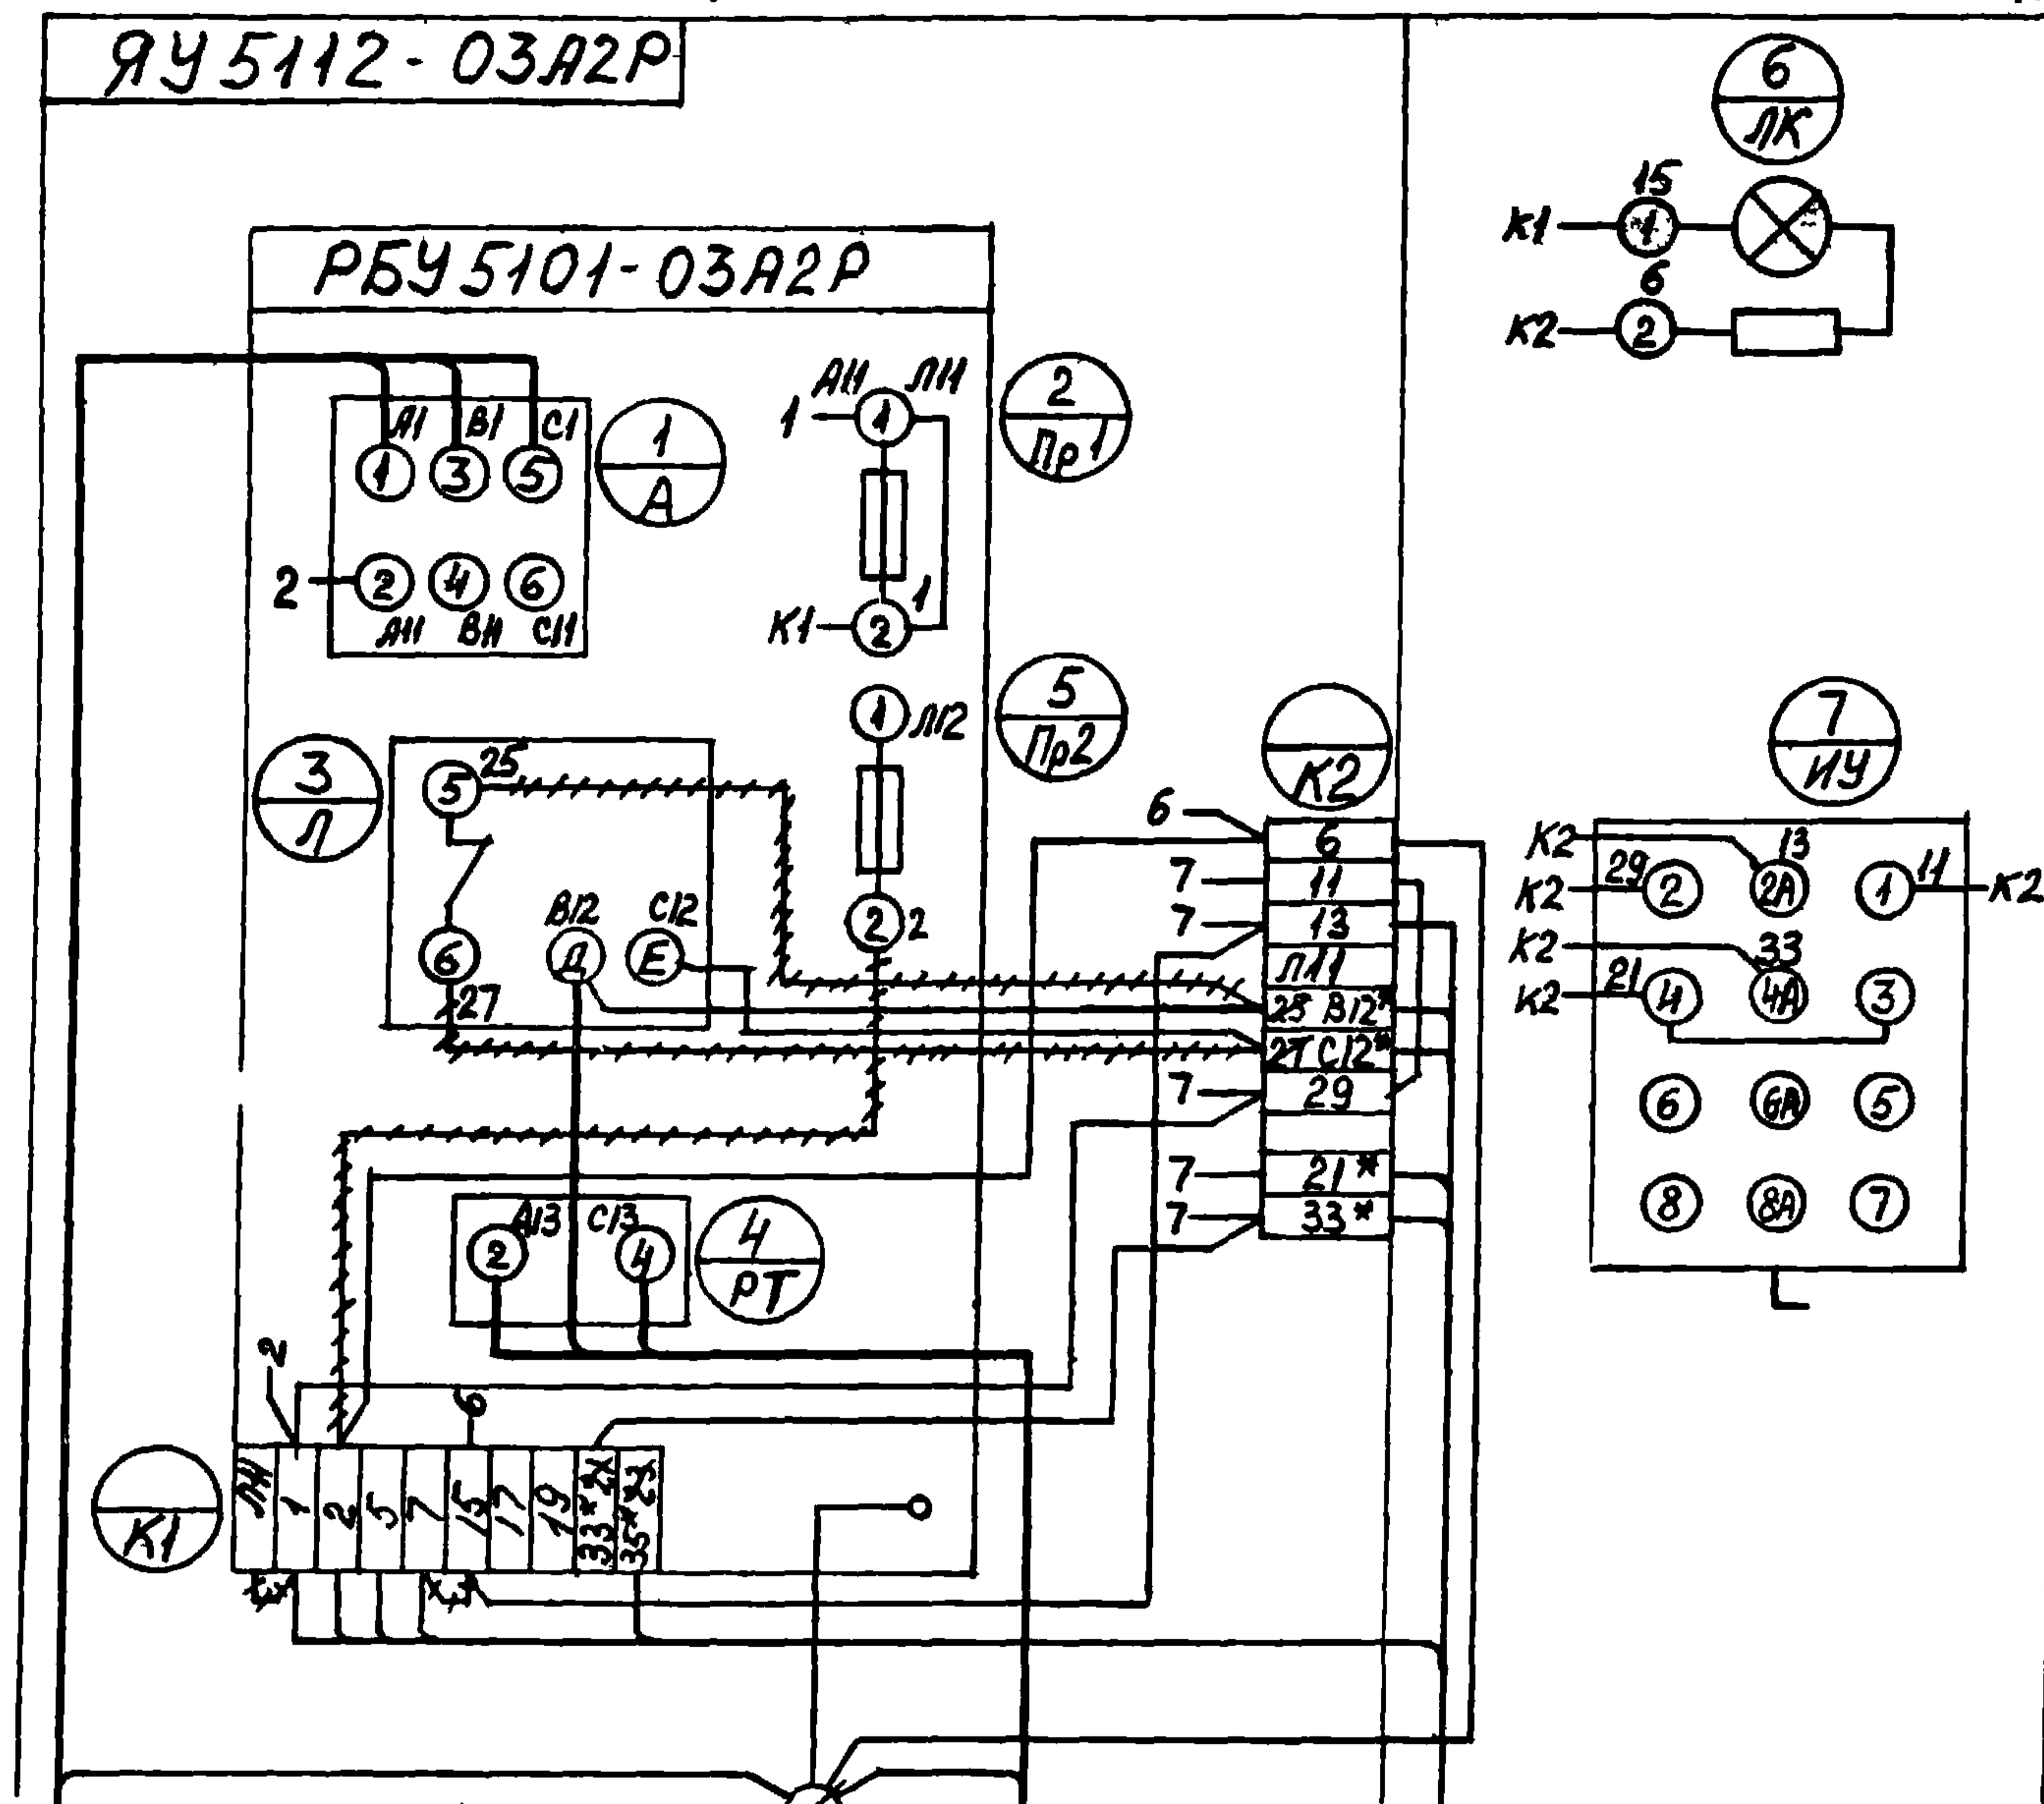 ЯУ5112-03А2Р
6
ЛК
15
К1
1
6
К2
2
РБУ5101-03А2Р
А1 В1 С1
1 3 5
1
А
2
2 4 6
А11 В11 С11
А11 Л11
1
1
2
Пр1
1
К1
2
1
Л12
5
Пр2
2
2
3
Л
5
25
В12 С12
6
Д
Е
27
К2
6
6
7
11
7
13
Л11
25 В12*
27 С12*
7
29
7
21*
7
33*
7
ИУ
К2
13
К2
29
2
2А
1
11
К2
К2
33
К2
21
4
4А
3
6
6А
5
8
8А
7
А13 С13
2
4
4
РТ
2
6
К1
1
2
5
7
15
17
19
33*
35*